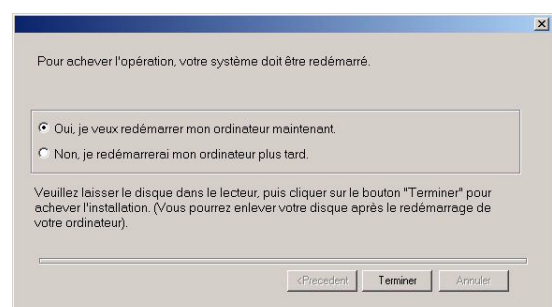 Pour achever l'opération, votre système doit être redémarré.
Oui, je veux redémarrer mon ordinateur maintenant.
Non, je redémarrerai mon ordinateur plus tard.
Veuillez laisser le disque dans le lecteur, puis cliquer sur le bouton "Terminer" pour
achever l'installation. (Vous pourrez enlever votre disque après le redémarrage de
votre ordinateur).
<Precedent Terminer Annuler